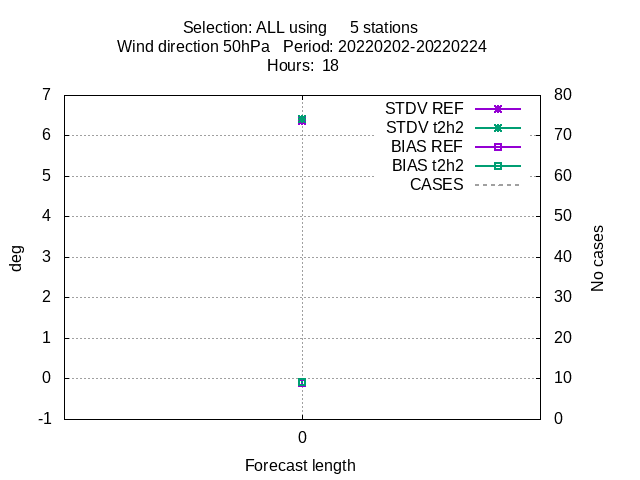 Selection: ALL using     5 stations
Wind direction 50hPa   Period: 20220202-20220224
Hours:  18
7
6
5
4
3
2
1
0
-1
80
70
60
50
40
30
20
10
0
STDV REF
STDV t2h2
BIAS REF
BIAS t2h2
CASES
deg
No cases
0
Forecast length